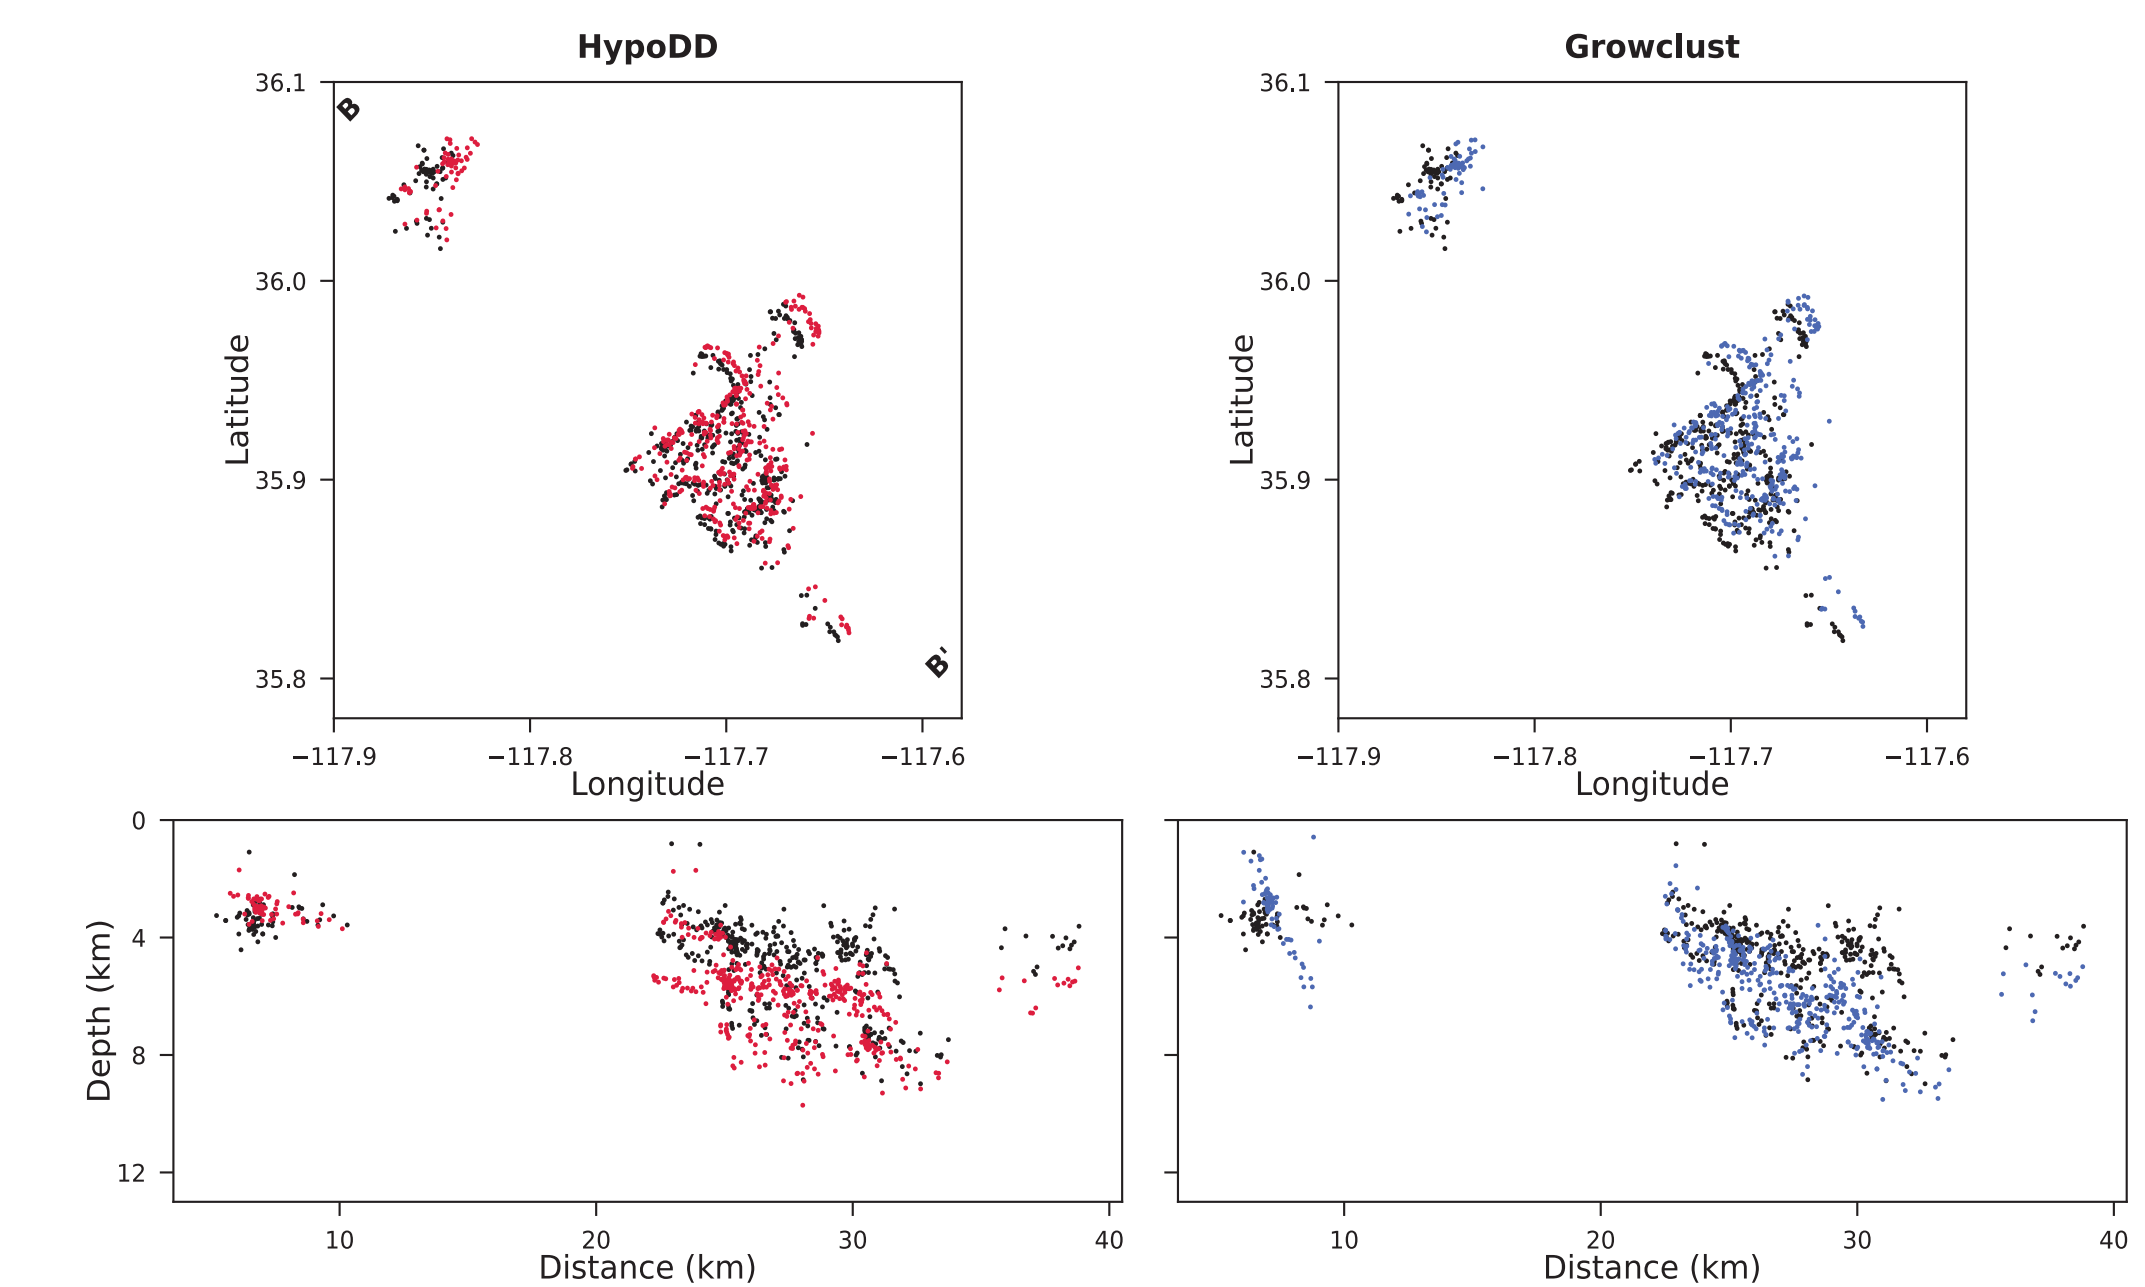 HypoDD
Growclust
36.1
36.0
35.9
35.8
Latitude
B
B'
−117.9 −117.8 −117.7 −117.6
Longitude
36.1
36.0
35.9
35.8
Latitude
−117.9 −117.8 −117.7 −117.6
Longitude
0
4
8
12
Depth (km)
10 20 30 40
Distance (km)
10 20 30 40
Distance (km)